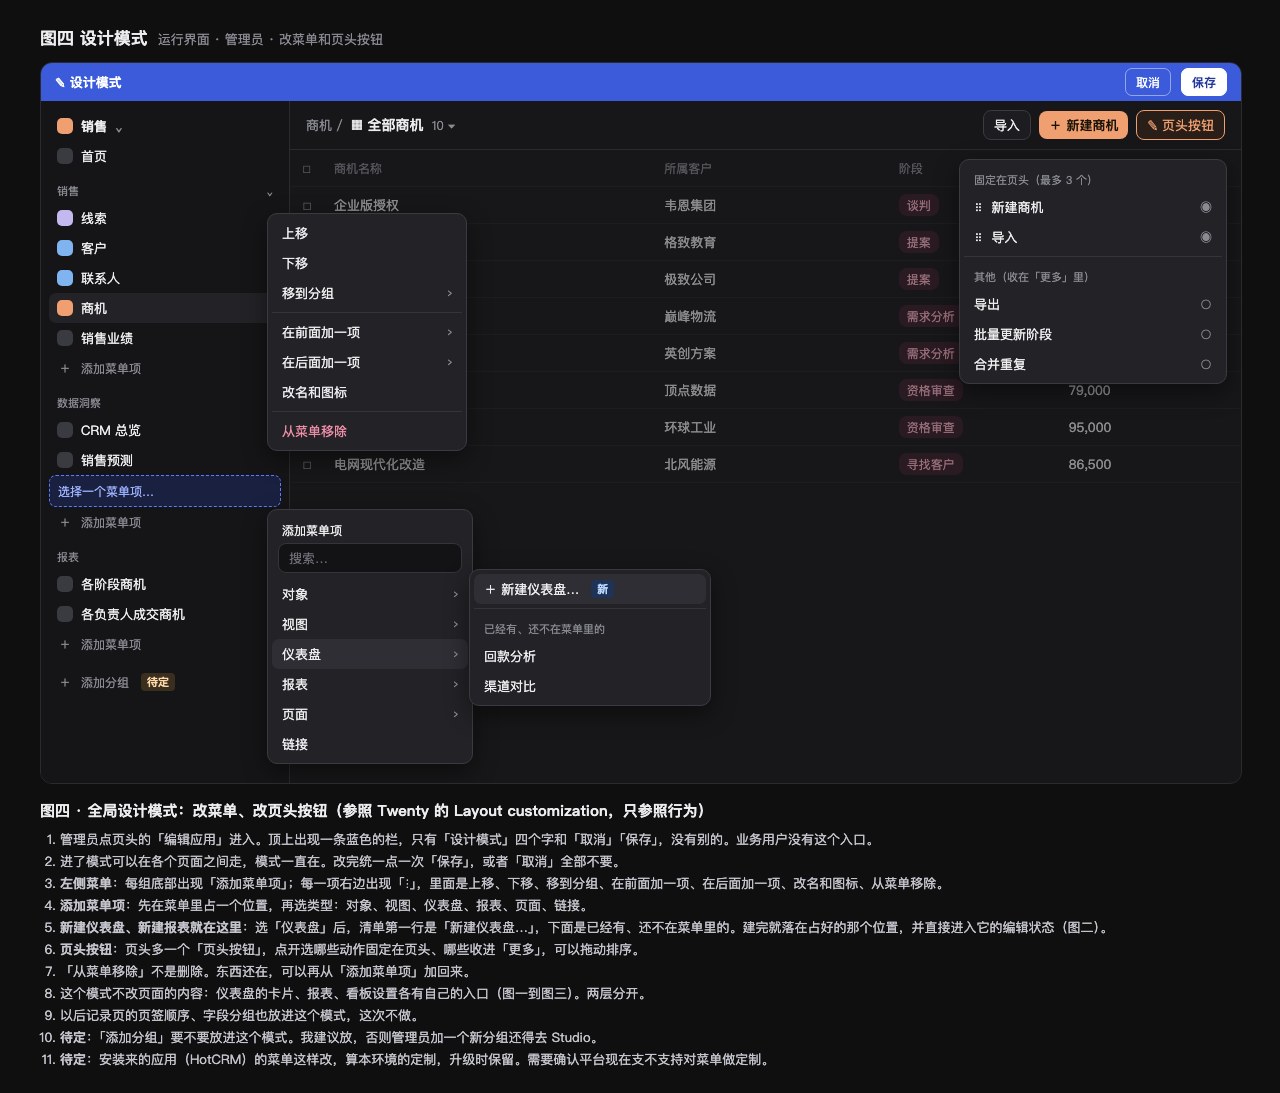 图四 设计模式 运行界面 · 管理员 · 改菜单和页头按钮
✎ 设计模式 取消 保存
销售
首页
销售
线索
客户
联系人
商机
销售业绩
+ 添加菜单项
数据洞察
CRM 总览
销售预测
选择一个菜单项…
+ 添加菜单项
报表
各阶段商机
各负责人成交商机
+ 添加菜单项
+ 添加分组 待定
商机 / 全部商机 10
导入 + 新建商机 ✎ 页头按钮
商机名称 所属客户 阶段
企业版授权 韦恩集团 谈判
格致教育 提案
极致公司 提案
巅峰物流 需求分析
英创方案 需求分析
顶点数据 资格审查 79,000
环球工业 资格审查 95,000
电网现代化改造 北风能源 寻找客户 86,500
上移
下移
移到分组
在前面加一项
在后面加一项
改名和图标
从菜单移除
固定在页头（最多 3 个）
新建商机
导入
其他（收在「更多」里）
导出
批量更新阶段
合并重复
添加菜单项
搜索…
对象
视图
仪表盘
报表
页面
链接
+ 新建仪表盘… 新
已经有、还不在菜单里的
回款分析
渠道对比
图四 · 全局设计模式：改菜单、改页头按钮（参照 Twenty 的 Layout customization，只参照行为）
1. 管理员点页头的「编辑应用」进入。顶上出现一条蓝色的栏，只有「设计模式」四个字和「取消」「保存」，没有别的。业务用户没有这个入口。
2. 进了模式可以在各个页面之间走，模式一直在。改完统一点一次「保存」，或者「取消」全部不要。
3. 左侧菜单：每组底部出现「添加菜单项」；每一项右边出现「⋮」，里面是上移、下移、移到分组、在前面加一项、在后面加一项、改名和图标、从菜单移除。
4. 添加菜单项：先在菜单里占一个位置，再选类型：对象、视图、仪表盘、报表、页面、链接。
5. 新建仪表盘、新建报表就在这里：选「仪表盘」后，清单第一行是「新建仪表盘…」，下面是已经有、还不在菜单里的。建完就落在占好的那个位置，并直接进入它的编辑状态（图二）。
6. 页头按钮：页头多一个「页头按钮」，点开选哪些动作固定在页头、哪些收进「更多」，可以拖动排序。
7. 「从菜单移除」不是删除。东西还在，可以再从「添加菜单项」加回来。
8. 这个模式不改页面的内容：仪表盘的卡片、报表、看板设置各有自己的入口（图一到图三）。两层分开。
9. 以后记录页的页签顺序、字段分组也放进这个模式，这次不做。
10. 待定：「添加分组」要不要放进这个模式。我建议放，否则管理员加一个新分组还得去 Studio。
11. 待定：安装来的应用（HotCRM）的菜单这样改，算本环境的定制，升级时保留。需要确认平台现在支不支持对菜单做定制。